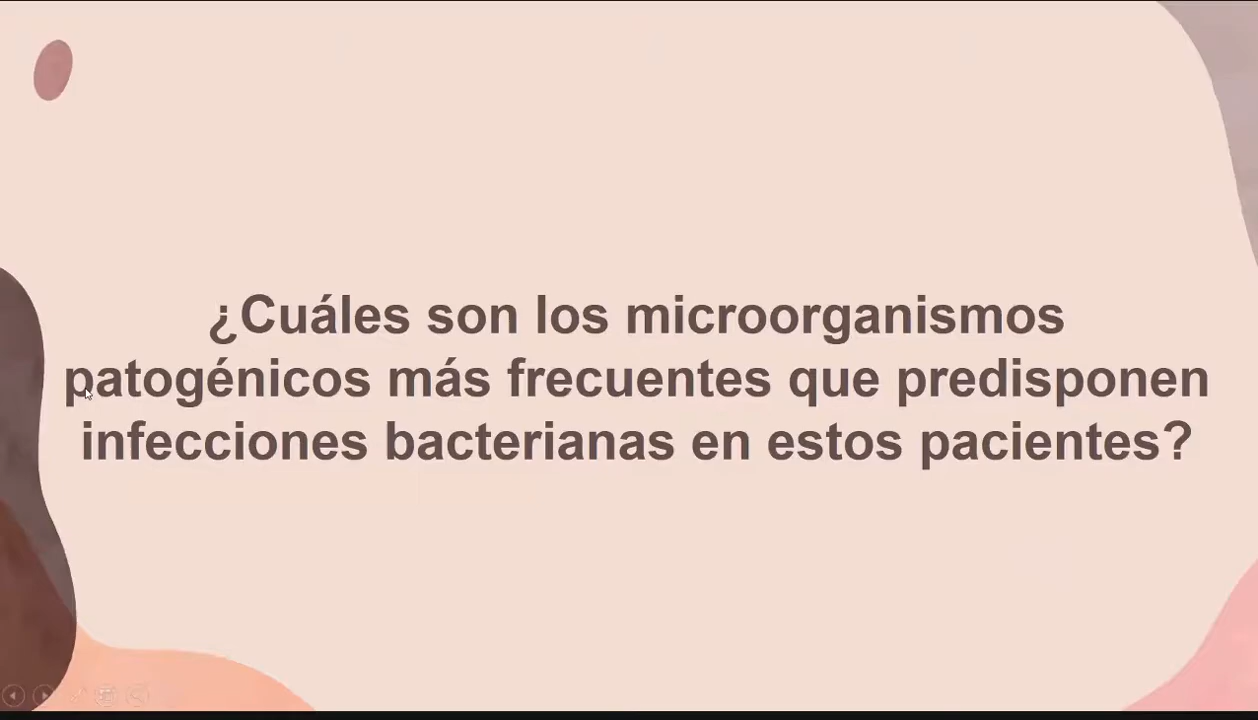 ¿Cuáles son los microorganismos
patogénicos más frecuentes que predisponen
infecciones bacterianas en estos pacientes?